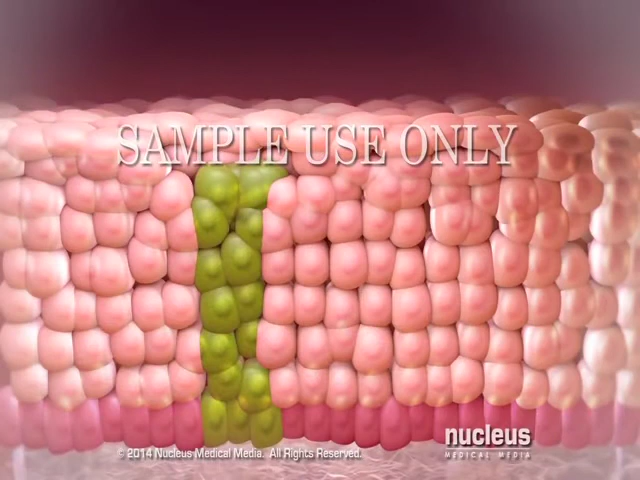 SAMPLE USE ONLY
nucleus
MEDICAL MEDIA
© 2014 Nucleus Medical Media. All Rights Reserved.